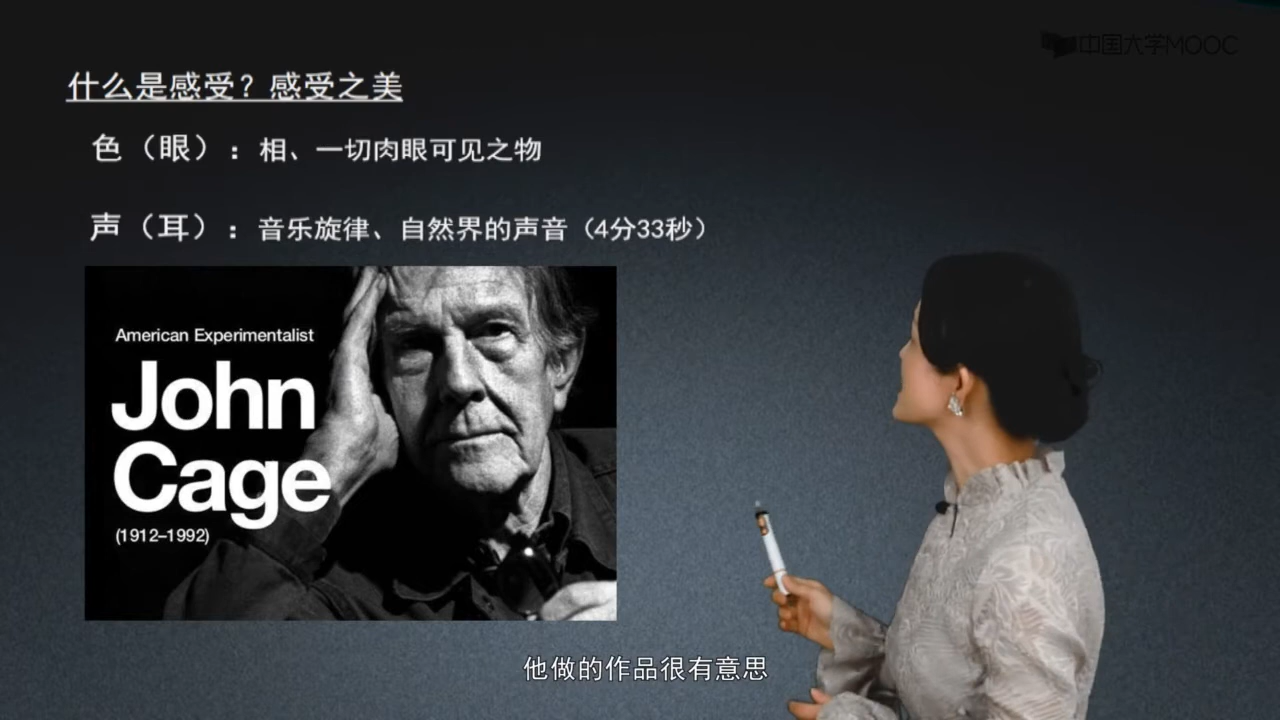 中国大学MOOC
什么是感受？感受之美
色（眼）：相、一切肉眼可见之物
声（耳）：音乐旋律、自然界的声音（4分33秒）
American Experimentalist
John
Cage
(1912–1992)
他做的作品很有意思